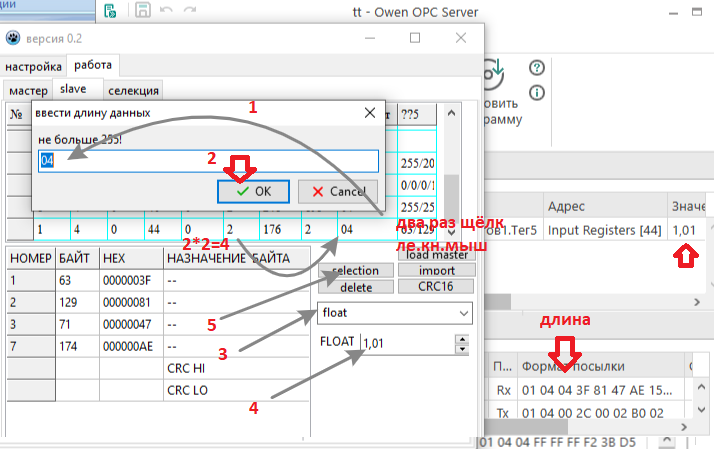 ции
tt - Owen OPC Server
версия 0.2
настройка работа
мастер slave селекция
№ т ??5
ввести длину данных
1
не больше 255!
04
2
OK Cancel
255/20
0/0/0/1
255/25
1 4 0 44 0 2 176 2 04 63/129
2*2=4
два.раз щёлк
ле.кн.мыш
овить
рамму
Адрес Значе
ов1.Тег5 Input Registers [44] 1,01
НОМЕР БАЙТ HEX НАЗНАЧЕНИЕ БАЙТА
1 63 0000003F --
2 129 00000081 --
3 71 00000047 --
7 174 000000AE --
CRC HI
CRC LO
load master
selection import
delete CRC16
5
float
3
FLOAT 1,01
4
длина
П... Формат посылки
Rx 01 04 04 3F 81 47 AE 15...
Tx 01 04 00 2C 00 02 B0 02
01 04 04 FF FF FF F2 3B D5